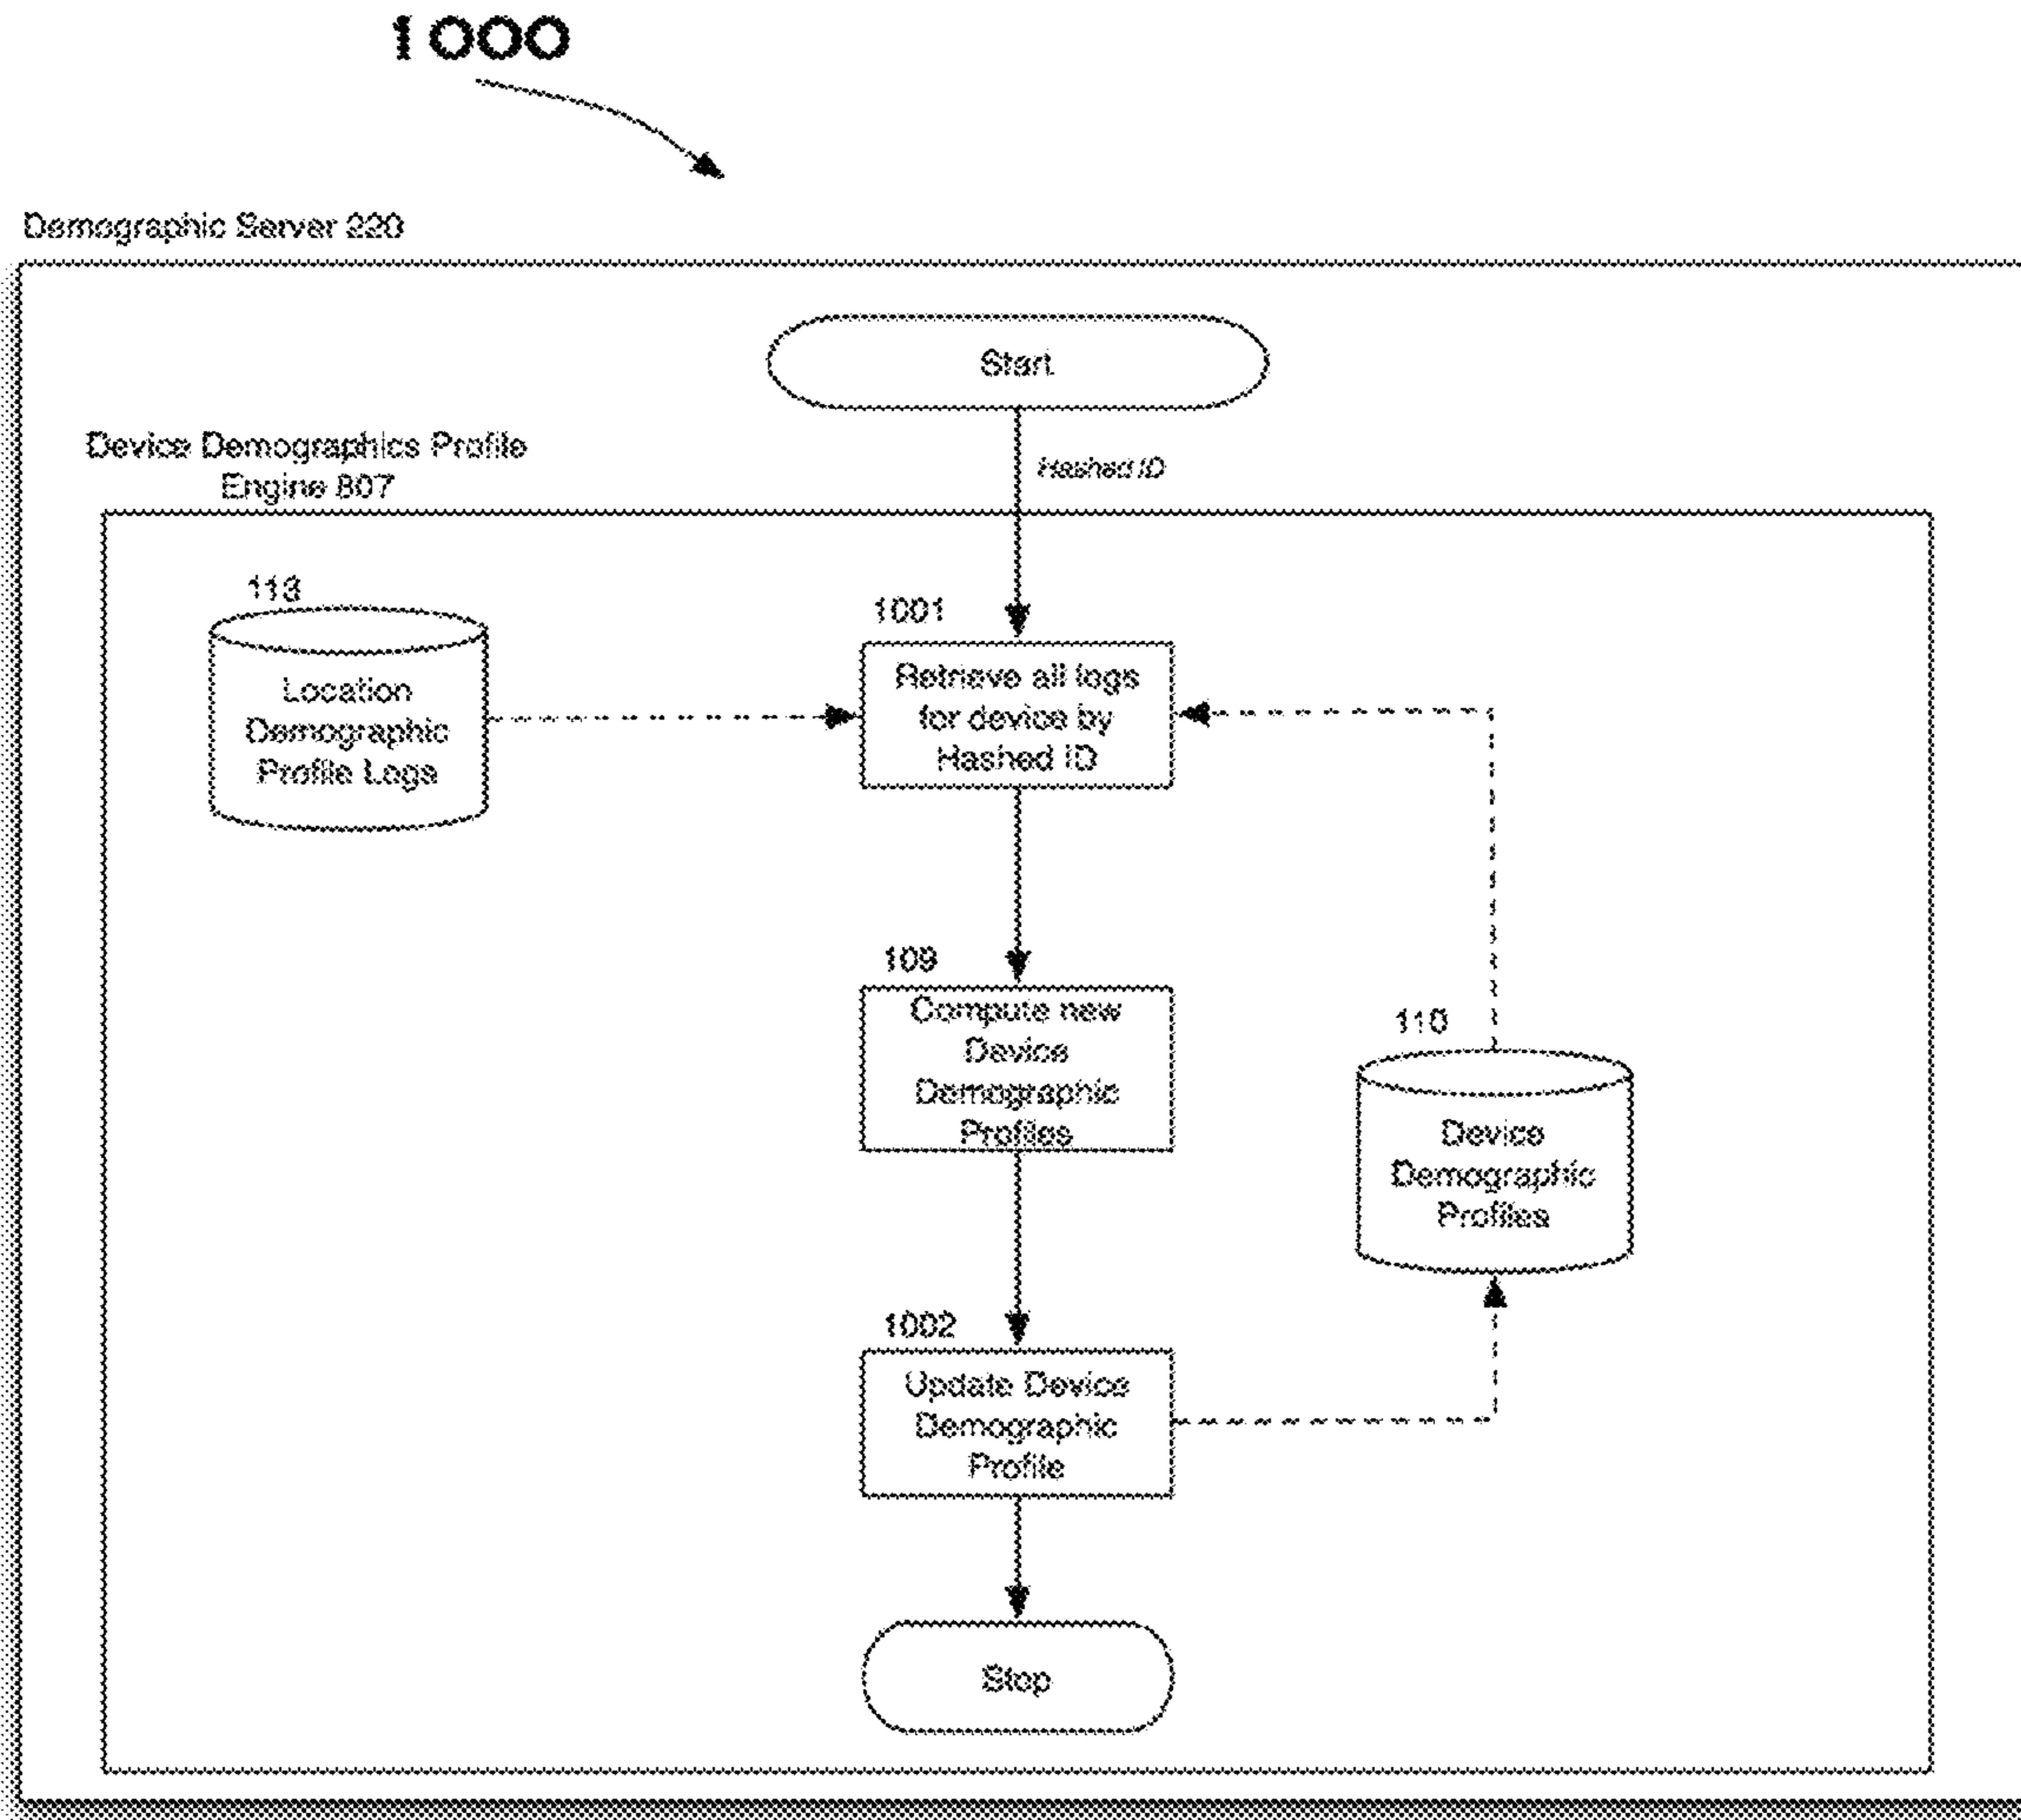 1000
Demographic Server 220
Start
Hashed ID
Device Demographics Profile
Engine 807
113
Location
Demographic
Profile Logs
1001
Retrieve all logs
for device by
Hashed ID
109
Compute new
Device
Demographic
Profiles
110
Device
Demographic
Profiles
1002
Update Device
Demographic
Profile
Stop